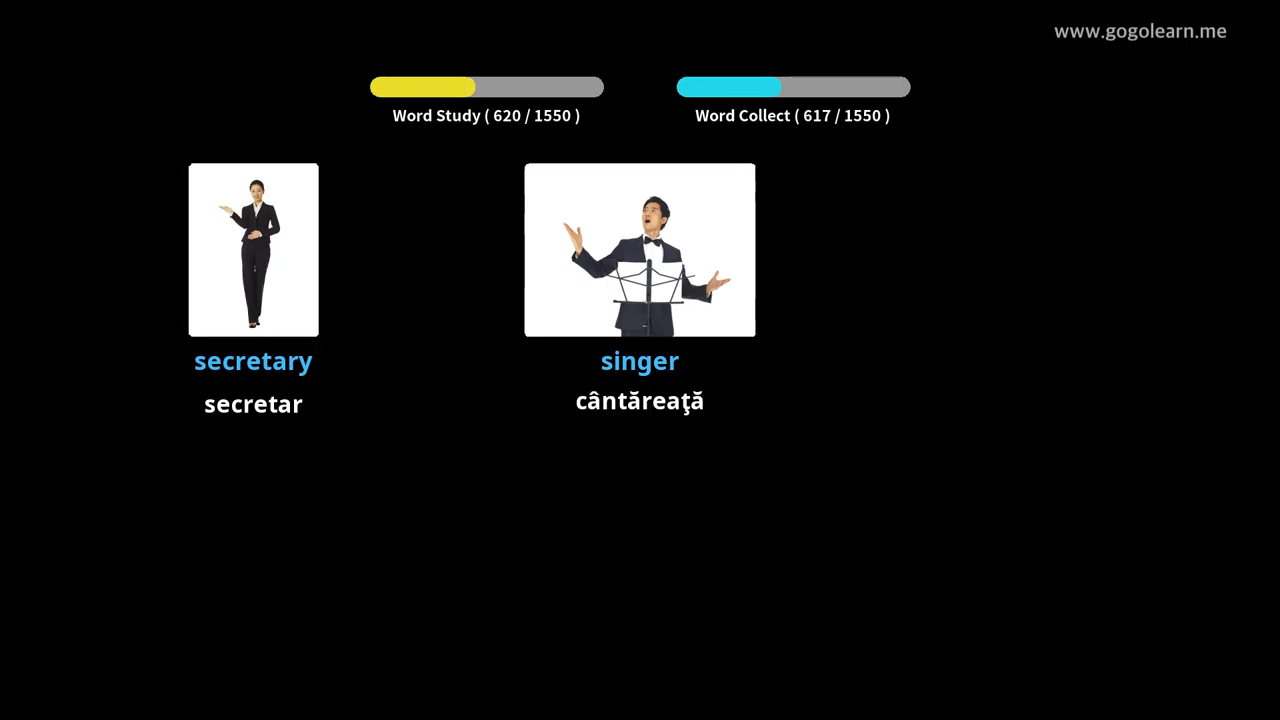 www.gogolearn.me
Word Study ( 620 / 1550 )
Word Collect ( 617 / 1550 )
secretary
secretar
singer
cântăreaţă